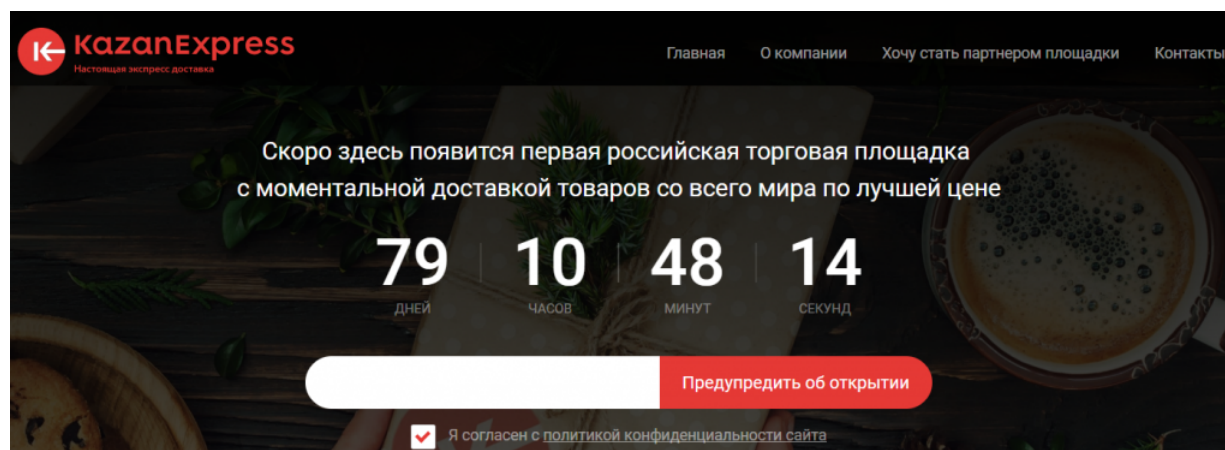 KazanExpress
Настоящая экспресс доставка
Главная О компании Хочу стать партнером площадки Контакты
Скоро здесь появится первая российская торговая площадка
с моментальной доставкой товаров со всего мира по лучшей цене
79 10 48 14
ДНЕЙ ЧАСОВ МИНУТ СЕКУНД
Предупредить об открытии
Я согласен с политикой конфиденциальности сайта